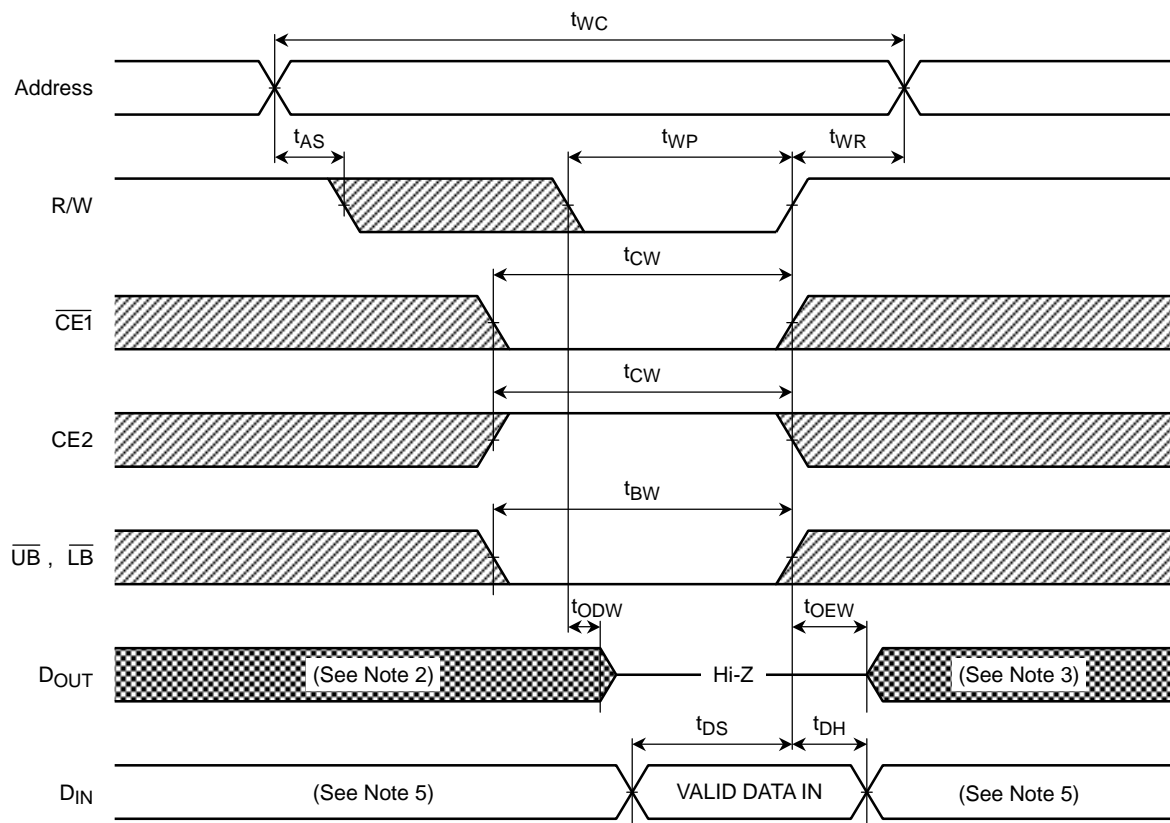 tWC
Address
tAS
tWP
tWR
R/W
tCW
CE1
tCW
CE2
tBW
UB , LB
tODW
tOEW
DOUT
(See Note 2)
Hi-Z
(See Note 3)
tDS
tDH
DIN
(See Note 5)
VALID DATA IN
(See Note 5)